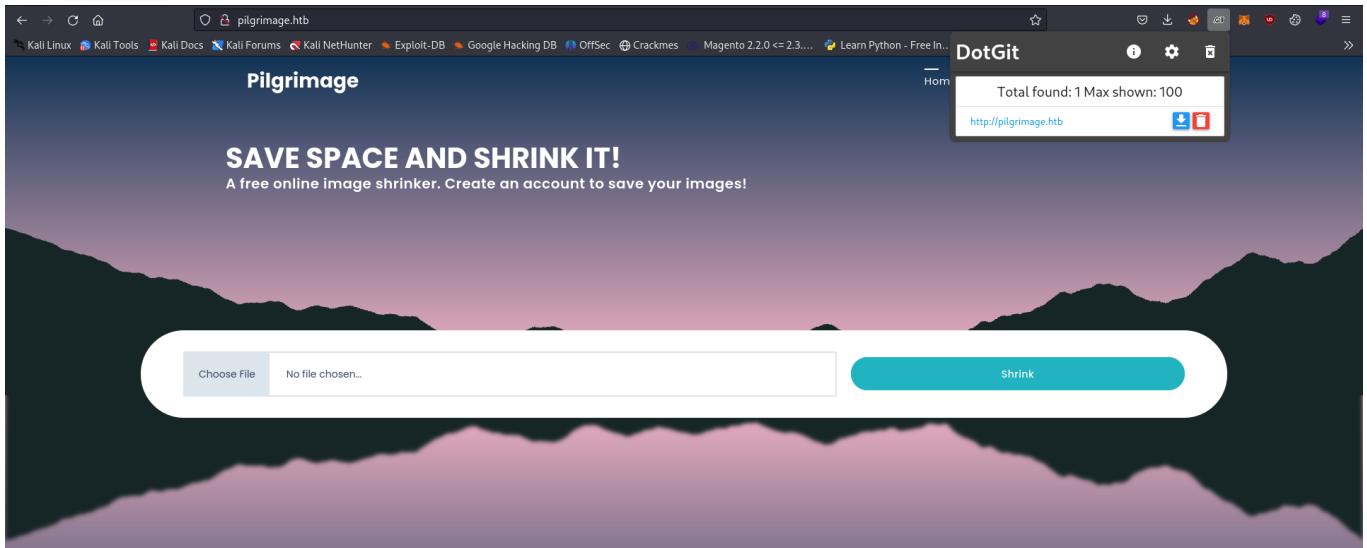 pilgrimage.htb
8
Kali Linux Kali Tools Kali Docs Kali Forums Kali NetHunter Exploit-DB Google Hacking DB OffSec Crackmes Magento 2.2.0 <= 2.3.... Learn Python - Free In... »
DotGit
Total found: 1 Max shown: 100
http://pilgrimage.htb
Pilgrimage
Hom
SAVE SPACE AND SHRINK IT!
A free online image shrinker. Create an account to save your images!
Choose File No file chosen... Shrink